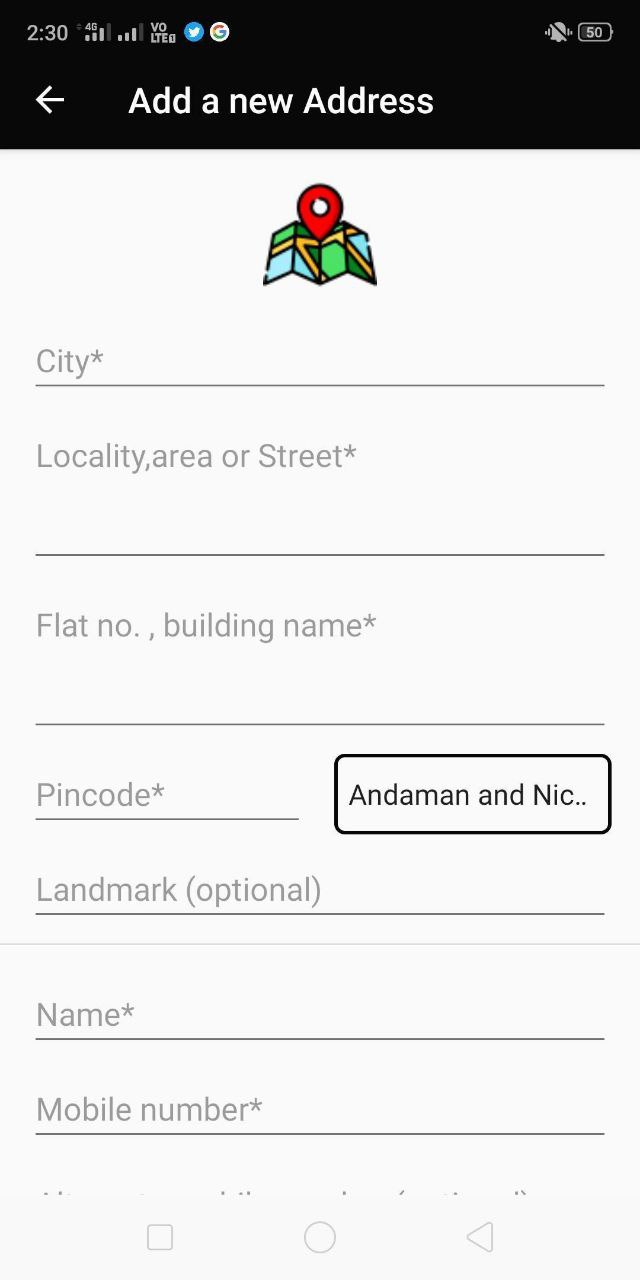 2:30 4G VO LTE 1 G 50
Add a new Address
City*
Locality,area or Street*
Flat no. , building name*
Pincode*
Andaman and Nic..
Landmark (optional)
Name*
Mobile number*